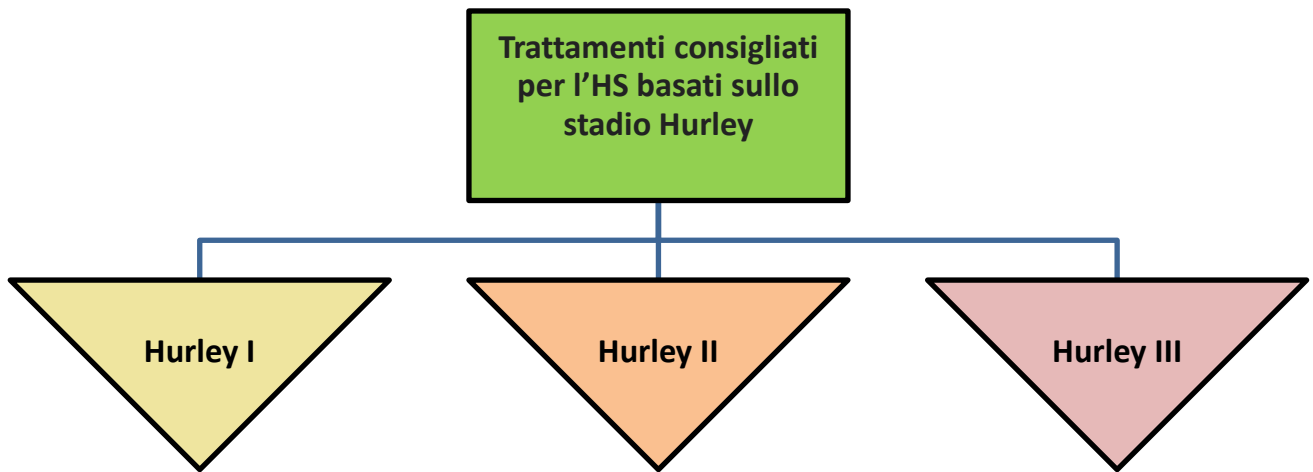 Trattamenti consigliati
per l’HS basati sullo
stadio Hurley
Hurley I
Hurley II
Hurley III